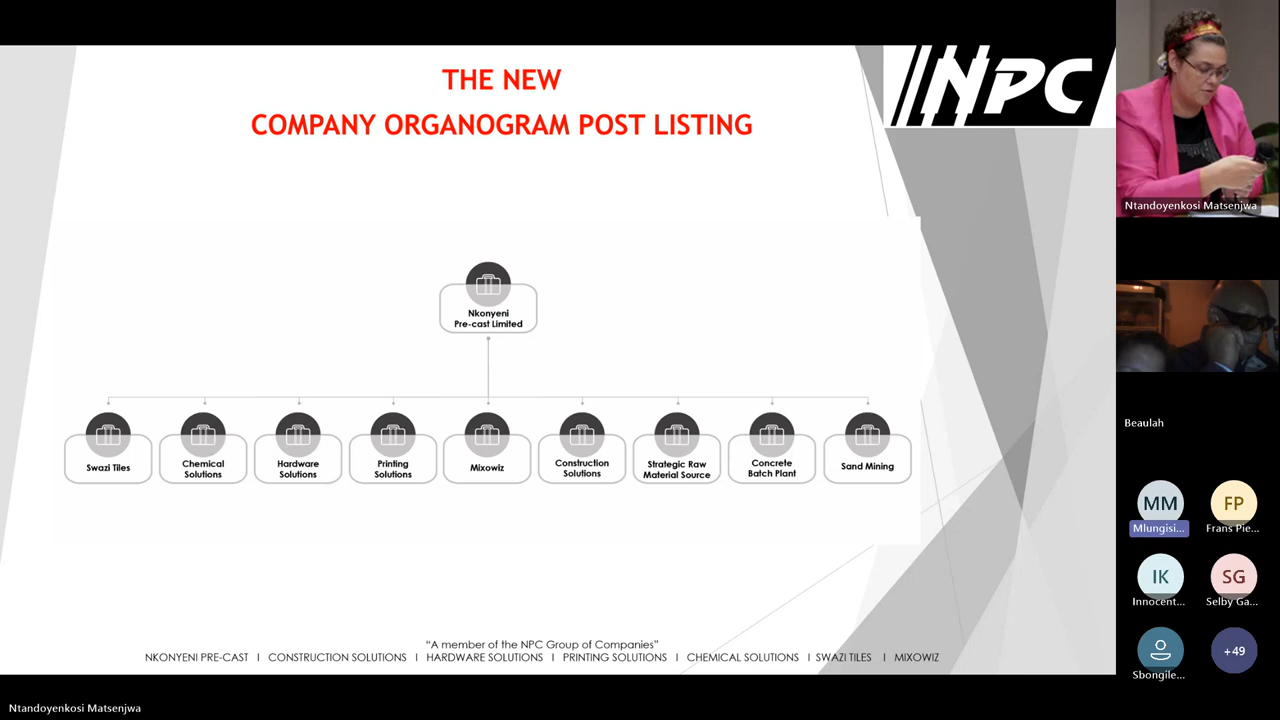 THE NEW
COMPANY ORGANOGRAM POST LISTING
NPC
Nkonyeni
Pre-cast Limited
Swazi Tiles
Chemical
Solutions
Hardware
Solutions
Printing
Solutions
Mixowiz
Construction
Solutions
Strategic Raw
Material Source
Concrete
Batch Plant
Sand Mining
“A member of the NPC Group of Companies”
NKONYENI PRE-CAST I CONSTRUCTION SOLUTIONS I HARDWARE SOLUTIONS I PRINTING SOLUTIONS I CHEMICAL SOLUTIONS I SWAZI TILES I MIXOWIZ
Ntandoyenkosi Matsenjwa
Beaulah
MM
Mlungisi...
FP
Frans Pie...
IK
Innocent...
SG
Selby Ga...
Sbongile...
+49
Ntandoyenkosi Matsenjwa